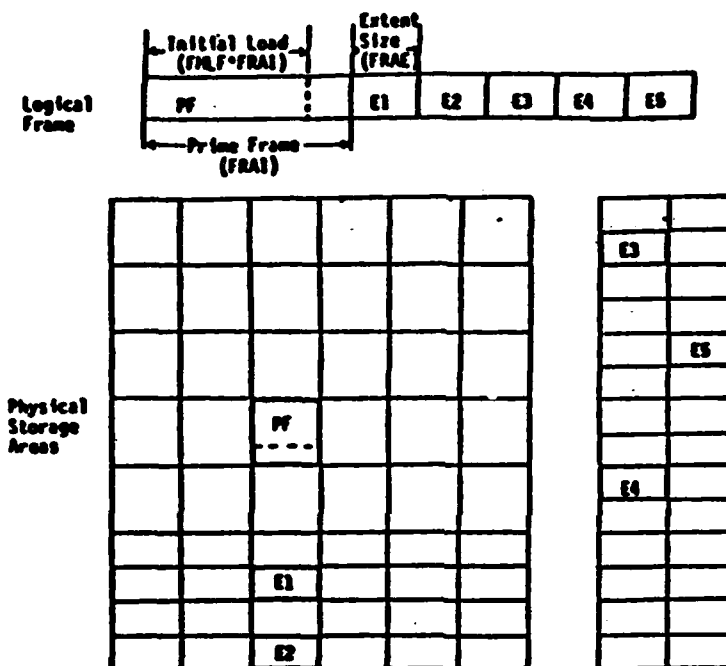 Initial Load
(FMLF*FRAI)
Extent
Size
(FRAE)
Logical
Frame
PF
E1
E2
E3
E4
E5
Prime Frame
(FRAI)
E3
E5
Physical
Storage
Areas
PF
E4
E1
E2